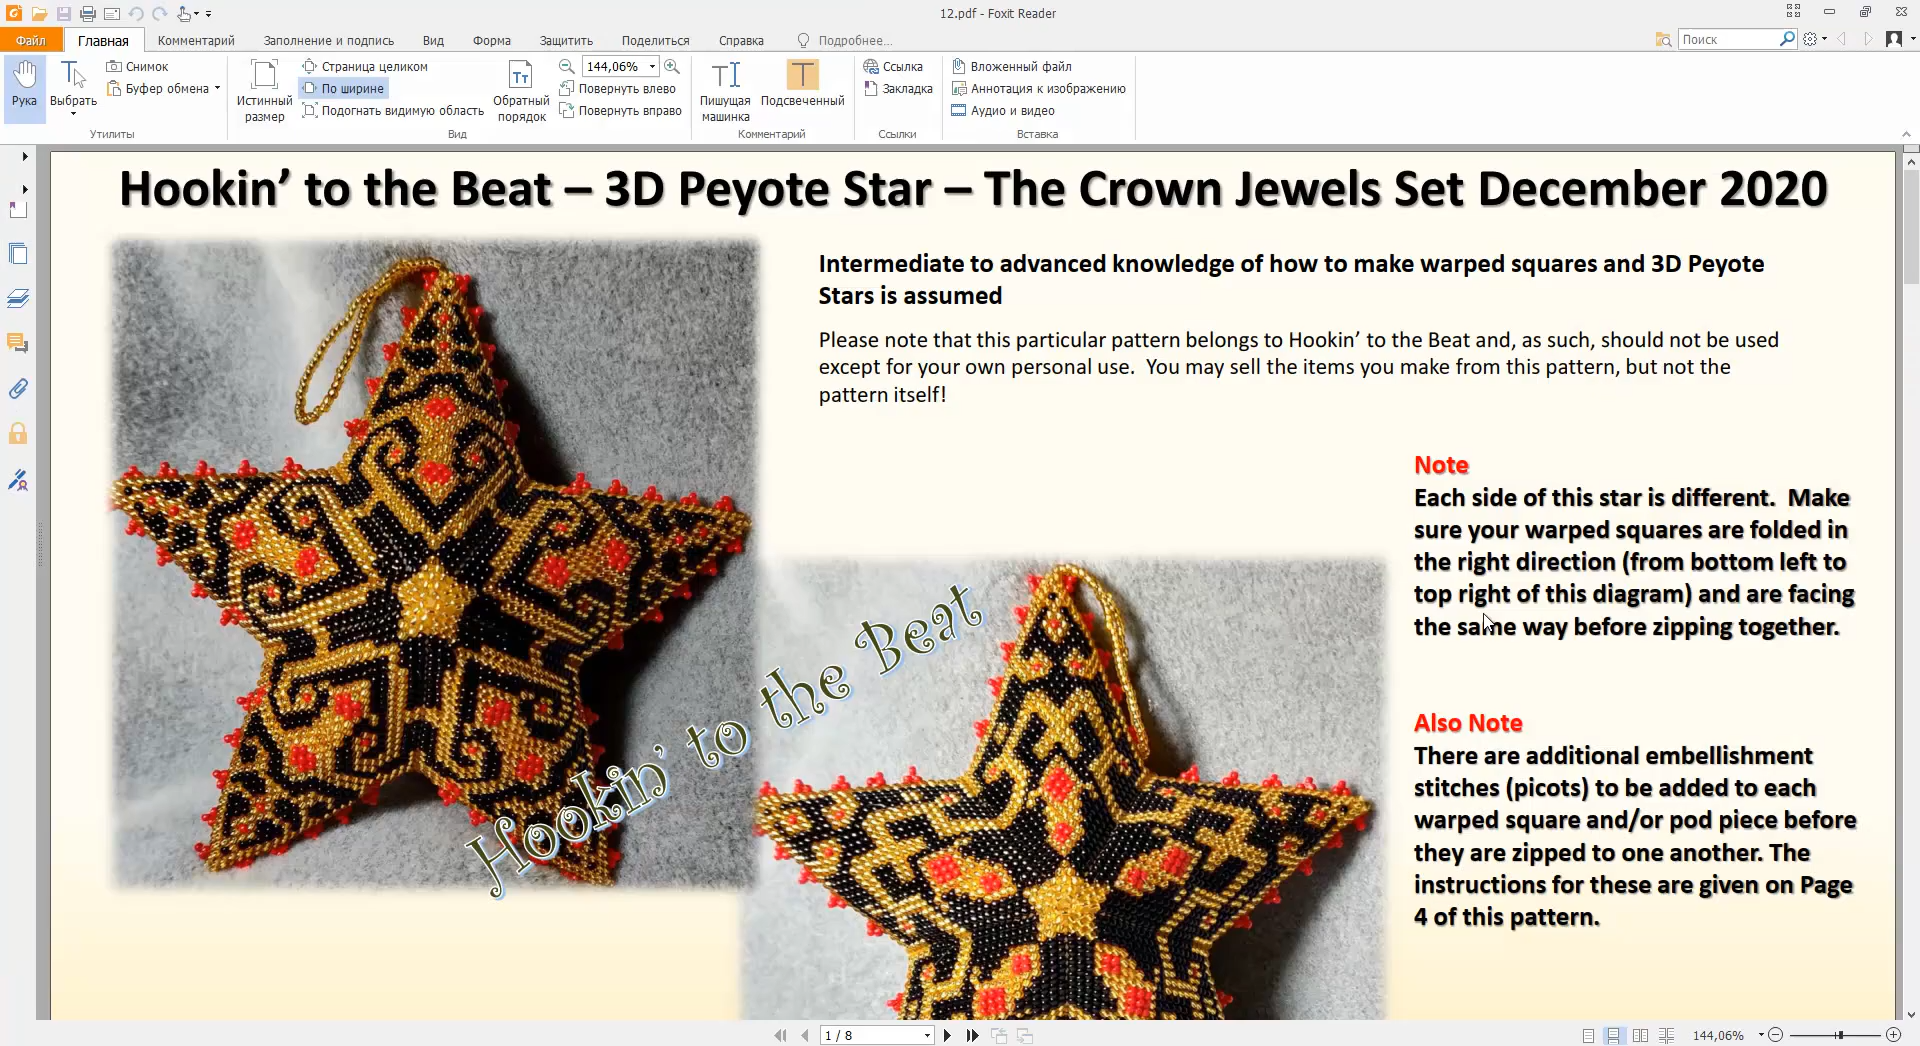 12.pdf - Foxit Reader
Файл
Главная
Комментарий
Заполнение и подпись
Вид
Форма
Защитить
Поделиться
Справка
Подробнее...
Поиск
Рука
Выбрать
Снимок
Буфер обмена
Утилиты
Истинный
размер
Страница целиком
По ширине
Подогнать видимую область
Обратный
порядок
144,06%
Повернуть влево
Повернуть вправо
Вид
Пишущая
машинка
Подсвеченный
Комментарий
Ссылка
Закладка
Ссылки
Вложенный файл
Аннотация к изображению
Аудио и видео
Вставка
Hookin’ to the Beat – 3D Peyote Star – The Crown Jewels Set December 2020
Intermediate to advanced knowledge of how to make warped squares and 3D Peyote
Stars is assumed
Please note that this particular pattern belongs to Hookin’ to the Beat and, as such, should not be used
except for your own personal use.  You may sell the items you make from this pattern, but not the
pattern itself!
Note
Each side of this star is different.  Make
sure your warped squares are folded in
the right direction (from bottom left to
top right of this diagram) and are facing
the same way before zipping together.
Also Note
There are additional embellishment
stitches (picots) to be added to each
warped square and/or pod piece before
they are zipped to one another. The
instructions for these are given on Page
4 of this pattern.
Hookin’ to the Beat
1 / 8
144,06%